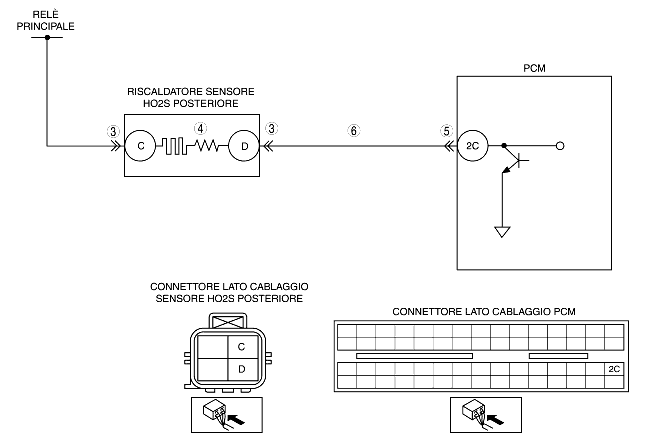 RELÈ
PRINCIPALE
PCM
RISCALDATORE SENSORE
HO2S POSTERIORE
3
4
3
6
5
C
D
2C
CONNETTORE LATO CABLAGGIO
SENSORE HO2S POSTERIORE
C
D
CONNETTORE LATO CABLAGGIO PCM
2C